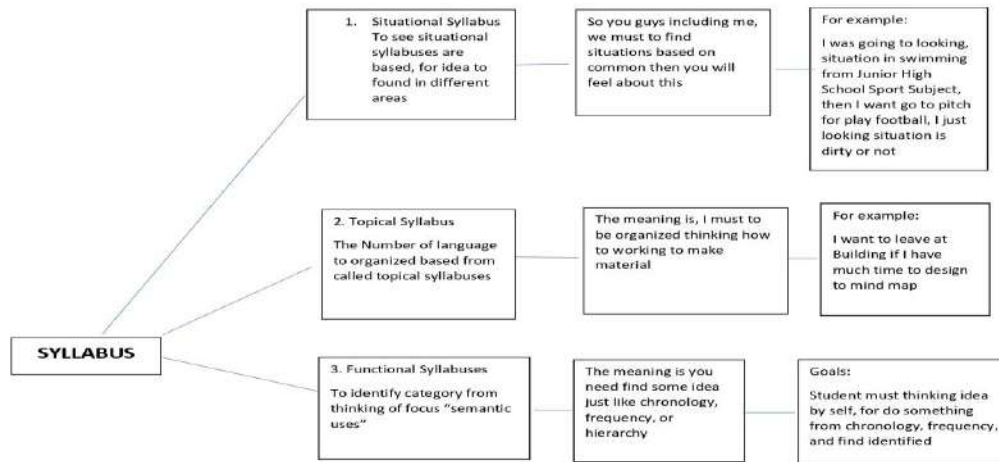 1. Situational Syllabus
To see situational
syllabuses are
based, for idea to
found in different
areas
So you guys including me,
we must to find
situations based on
common then you will
feel about this
For example:
I was going to looking,
situation in swimming
from Junior High
School Sport Subject,
then I want go to pitch
for play football, I just
looking situation is
dirty or not
2. Topical Syllabus
The Number of language
to organized based from
called topical syllabuses
The meaning is, I must to
be organized thinking how
to working to make
material
For example:
I want to leave at
Building if I have
much time to design
to mind map
SYLLABUS
3. Functional Syllabuses
To identify category from
thinking of focus “semantic
uses”
The meaning is you
need find some idea
just like chronology,
frequency, or
hierarchy
Goals:
Student must thinking idea
by self, for do something
from chronology, frequency,
and find identified